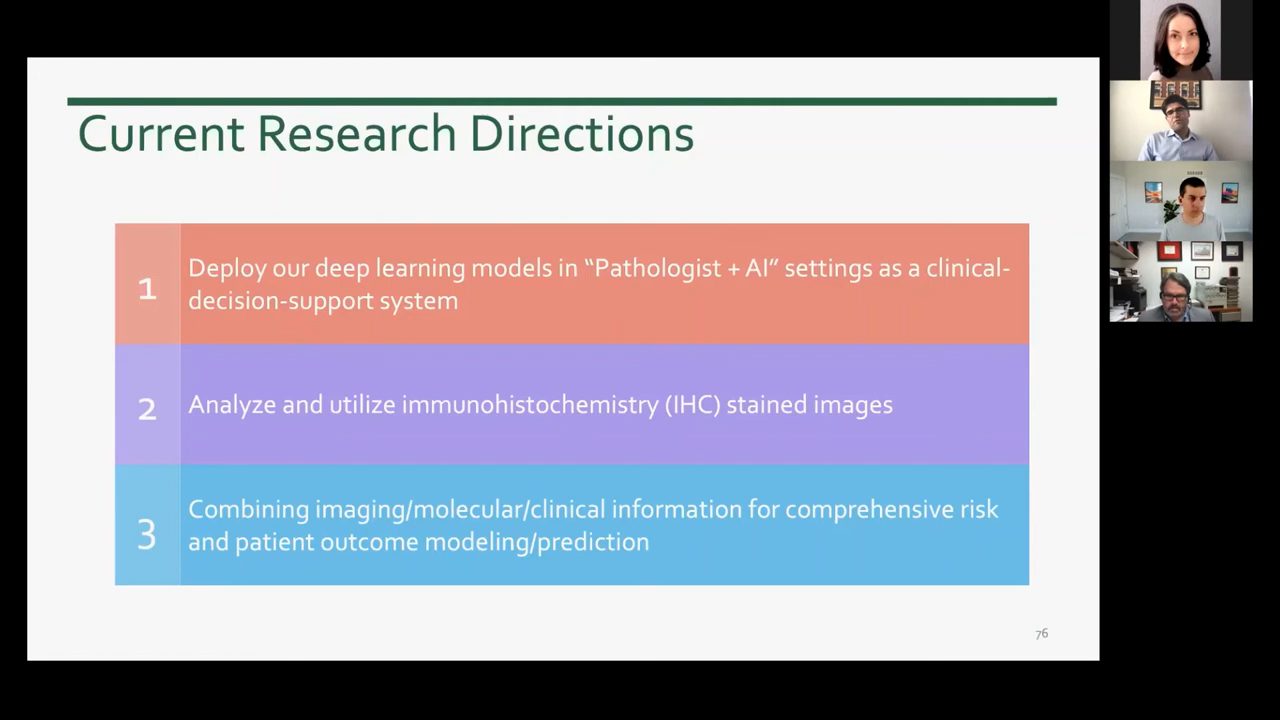 Current Research Directions
1
Deploy our deep learning models in “Pathologist + AI” settings as a clinical-
decision-support system
2
Analyze and utilize immunohistochemistry (IHC) stained images
3
Combining imaging/molecular/clinical information for comprehensive risk
and patient outcome modeling/prediction
76